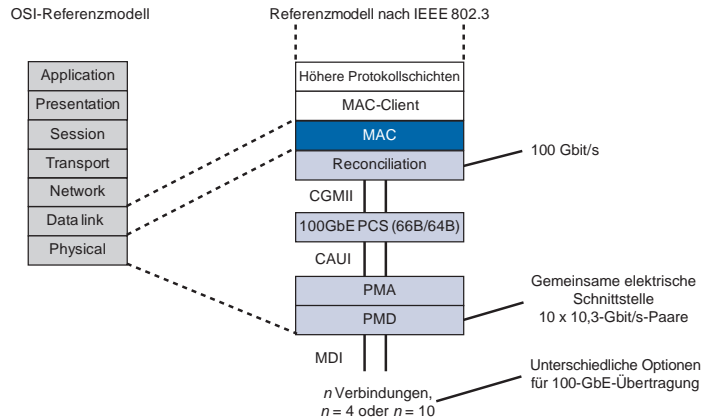 OSI-Referenzmodell
Application
Presentation
Session
Transport
Network
Data link
Physical
Referenzmodell nach IEEE 802.3
Höhere Protokollschichten
MAC-Client
MAC
Reconciliation
CGMII
100GbE PCS (66B/64B)
CAUI
PMA
PMD
MDI
n Verbindungen,
n = 4 oder n = 10
100 Gbit/s
Gemeinsame elektrische
Schnittstelle
10 x 10,3-Gbit/s-Paare
Unterschiedliche Optionen
für 100-GbE-Übertragung